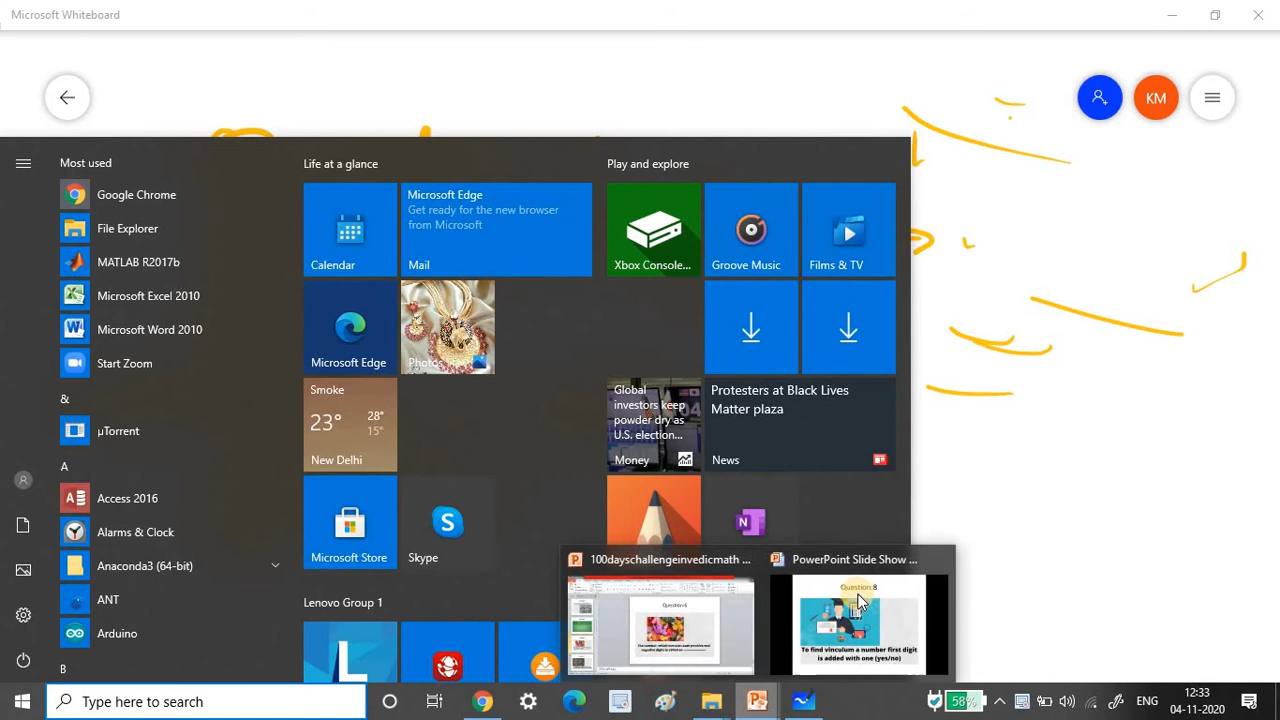 Microsoft Whiteboard
KM
Most used
Google Chrome
File Explorer
MATLAB R2017b
Microsoft Excel 2010
Microsoft Word 2010
Start Zoom
&
µTorrent
A
Access 2016
Alarms & Clock
Anaconda3 (64-bit)
ANT
Arduino
B
Life at a glance
Calendar
Microsoft Edge
Get ready for the new browser
from Microsoft
Mail
Microsoft Edge
Photos
Smoke
23° 28°
15°
New Delhi
Microsoft Store
Skype
Lenovo Group 1
Play and explore
Xbox Console...
Groove Music
Films & TV
Global
investors keep
powder dry as
U.S. election...
Money
Protesters at Black Lives
Matter plaza
News
100dayschallengeinvedicmath ...
Question:6
PowerPoint Slide Show ...
Question:8
To find vinculum a number first digit
is added with one (yes/no)
Type here to search
58%
ENG
12:33
04-11-2020